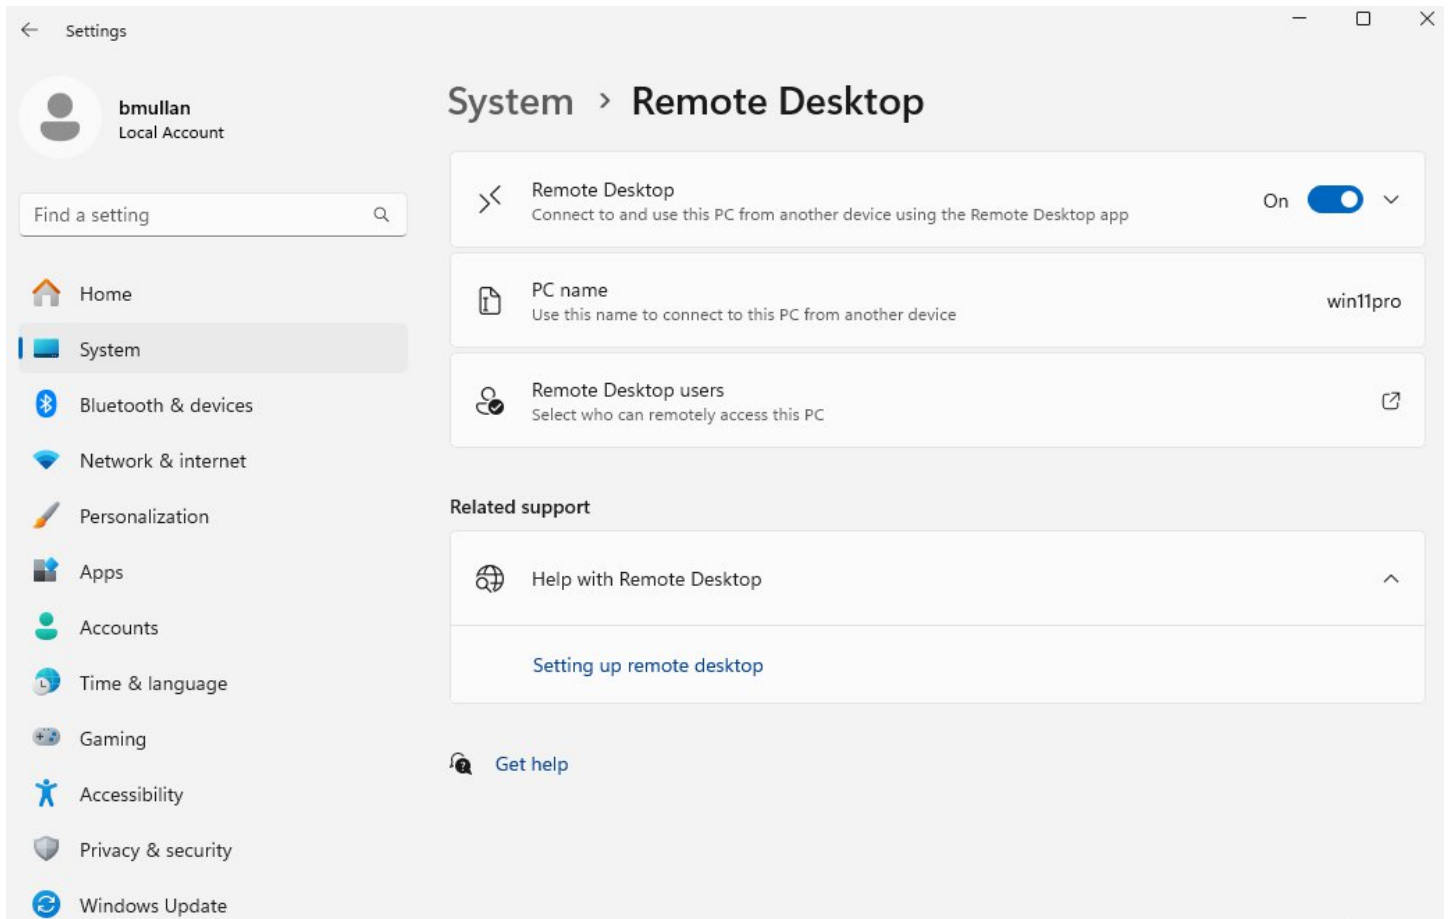 Settings
bmullan
Local Account
Find a setting
Home
System
Bluetooth & devices
Network & internet
Personalization
Apps
Accounts
Time & language
Gaming
Accessibility
Privacy & security
Windows Update
System > Remote Desktop
Remote Desktop
Connect to and use this PC from another device using the Remote Desktop app
On
PC name
Use this name to connect to this PC from another device
win11pro
Remote Desktop users
Select who can remotely access this PC
Related support
Help with Remote Desktop
Setting up remote desktop
Get help